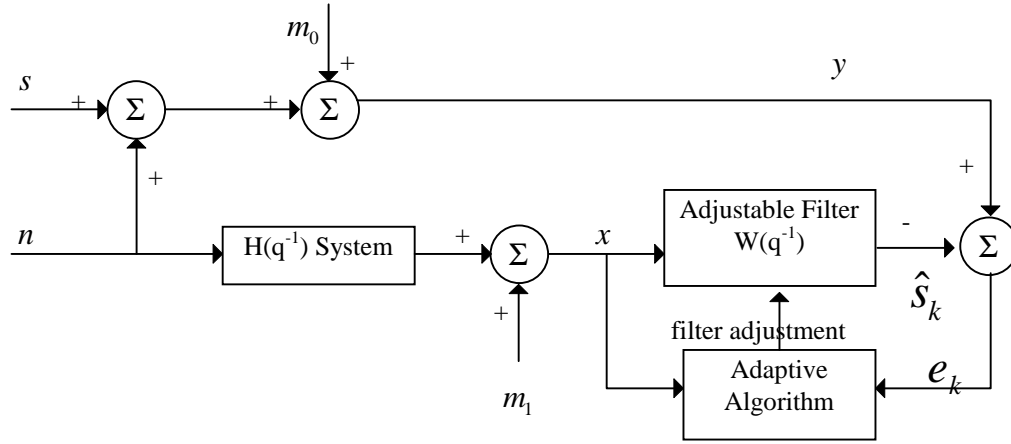 m₀
+
s
y
+
+
Σ
Σ
+
+
n
H(q⁻¹) System
+
Σ
x
Adjustable Filter
W(q⁻¹)
-
Σ
+
ŝₖ
filter adjustment
m₁
Adaptive
Algorithm
eₖ